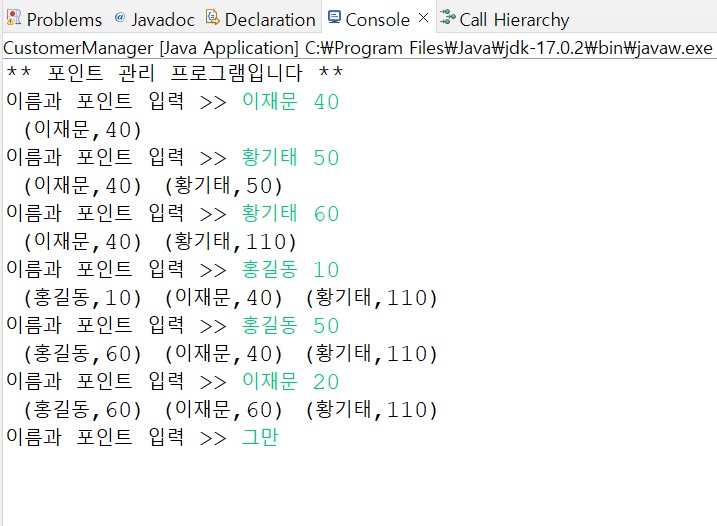 Problems @ Javadoc Declaration Console × Call Hierarchy
CustomerManager [Java Application] C:₩Program Files₩Java₩jdk-17.0.2₩bin₩javaw.exe
** 포인트 관리 프로그램입니다 **
이름과 포인트 입력 >> 이재문 40
(이재문,40)
이름과 포인트 입력 >> 황기태 50
(이재문,40) (황기태,50)
이름과 포인트 입력 >> 황기태 60
(이재문,40) (황기태,110)
이름과 포인트 입력 >> 홍길동 10
(홍길동,10) (이재문,40) (황기태,110)
이름과 포인트 입력 >> 홍길동 50
(홍길동,60) (이재문,40) (황기태,110)
이름과 포인트 입력 >> 이재문 20
(홍길동,60) (이재문,60) (황기태,110)
이름과 포인트 입력 >> 그만